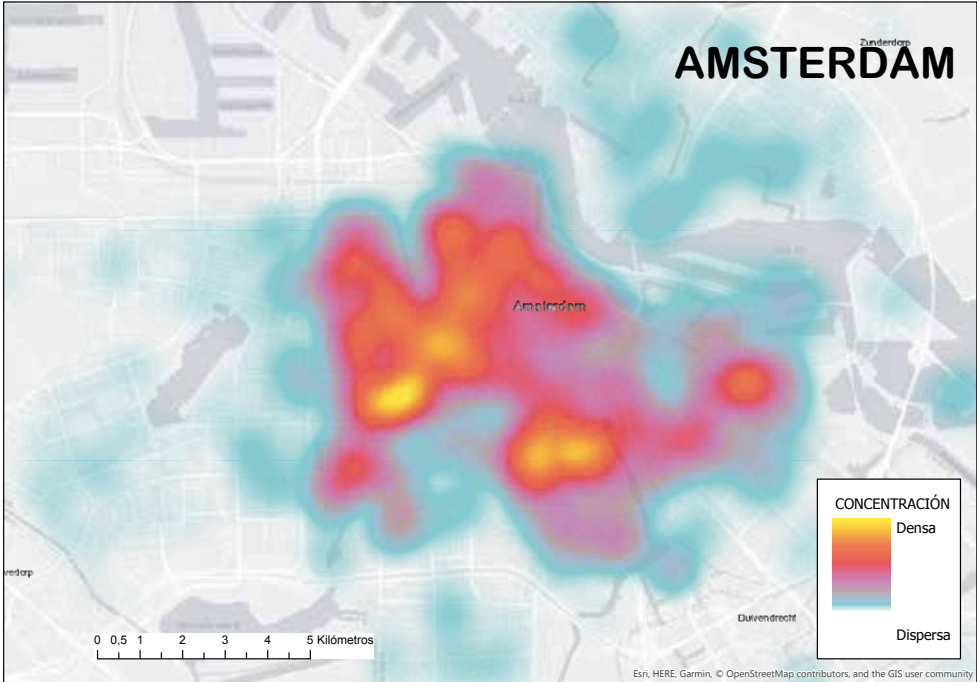 Zunderdorp
AMSTERDAM
Amsterdam
CONCENTRACIÓN
Densa
Dispersa
Duivendrecht
0 0,5 1 2 3 4 5 Kilómetros
Esri, HERE, Garmin, © OpenStreetMap contributors, and the GIS user community